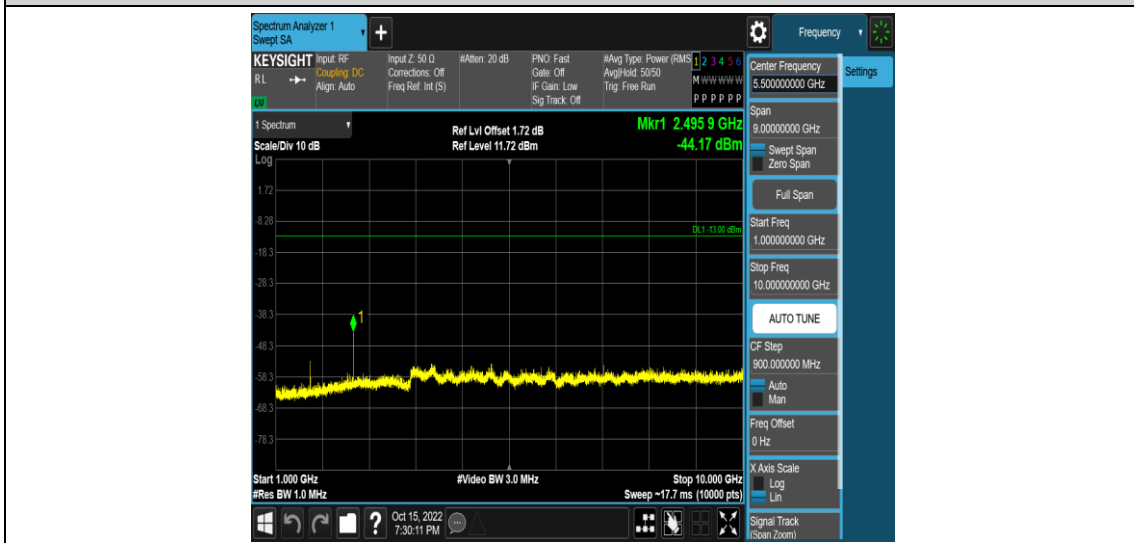 Spectrum Analyzer 1
Swept SA
+
Frequency
KEYSIGHT
Input: RF
Input Z: 50 Ω
#Atten: 20 dB
PNO: Fast
#Avg Type: Power (RMS
1 2 3 4 5 6
RL
Coupling: DC
Corrections: Off
Gate: Off
Avg|Hold: 50/50
M W W W W W
Align: Auto
Freq Ref: Int (S)
IF Gain: Low
Trig: Free Run
Sig Track: Off
P P P P P P
1 Spectrum
Ref Lvl Offset 1.72 dB
Mkr1 2.495 9 GHz
Scale/Div 10 dB
Ref Level 11.72 dBm
-44.17 dBm
Log
1.72
-8.28
DL1 -13.00 dBm
-18.3
-28.3
-38.3
1
-48.3
-58.3
-68.3
-78.3
Start 1.000 GHz
#Video BW 3.0 MHz
Stop 10.000 GHz
#Res BW 1.0 MHz
Sweep ~17.7 ms (10000 pts)
Center Frequency
5.500000000 GHz
Settings
Span
9.00000000 GHz
Swept Span
Zero Span
Full Span
Start Freq
1.000000000 GHz
Stop Freq
10.000000000 GHz
AUTO TUNE
CF Step
900.000000 MHz
Auto
Man
Freq Offset
0 Hz
X Axis Scale
Log
Lin
Signal Track
(Span Zoom)
?
Oct 15, 2022
7:30:11 PM